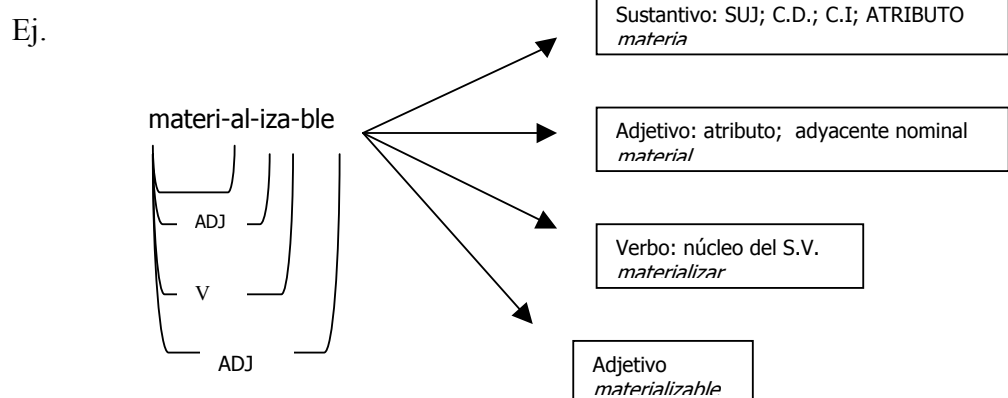 Ej.
Sustantivo: SUJ; C.D.; C.I; ATRIBUTO
materia
materi-al-iza-ble
Adjetivo: atributo;  adyacente nominal
material
ADJ
Verbo: núcleo del S.V.
materializar
V
ADJ
Adjetivo
materializable